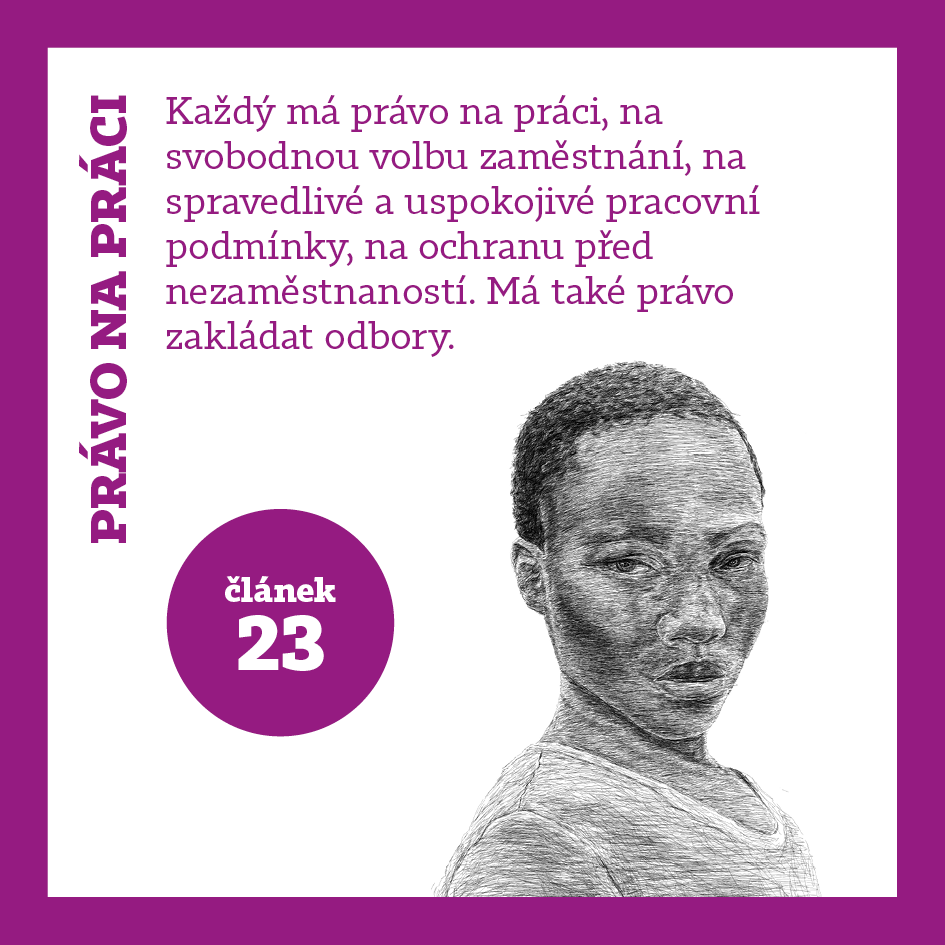 PRÁVO NA PRÁCI
Každý má právo na práci, na
svobodnou volbu zaměstnání, na
spravedlivé a uspokojivé pracovní
podmínky, na ochranu před
nezaměstnaností. Má také právo
zakládat odbory.
článek
23